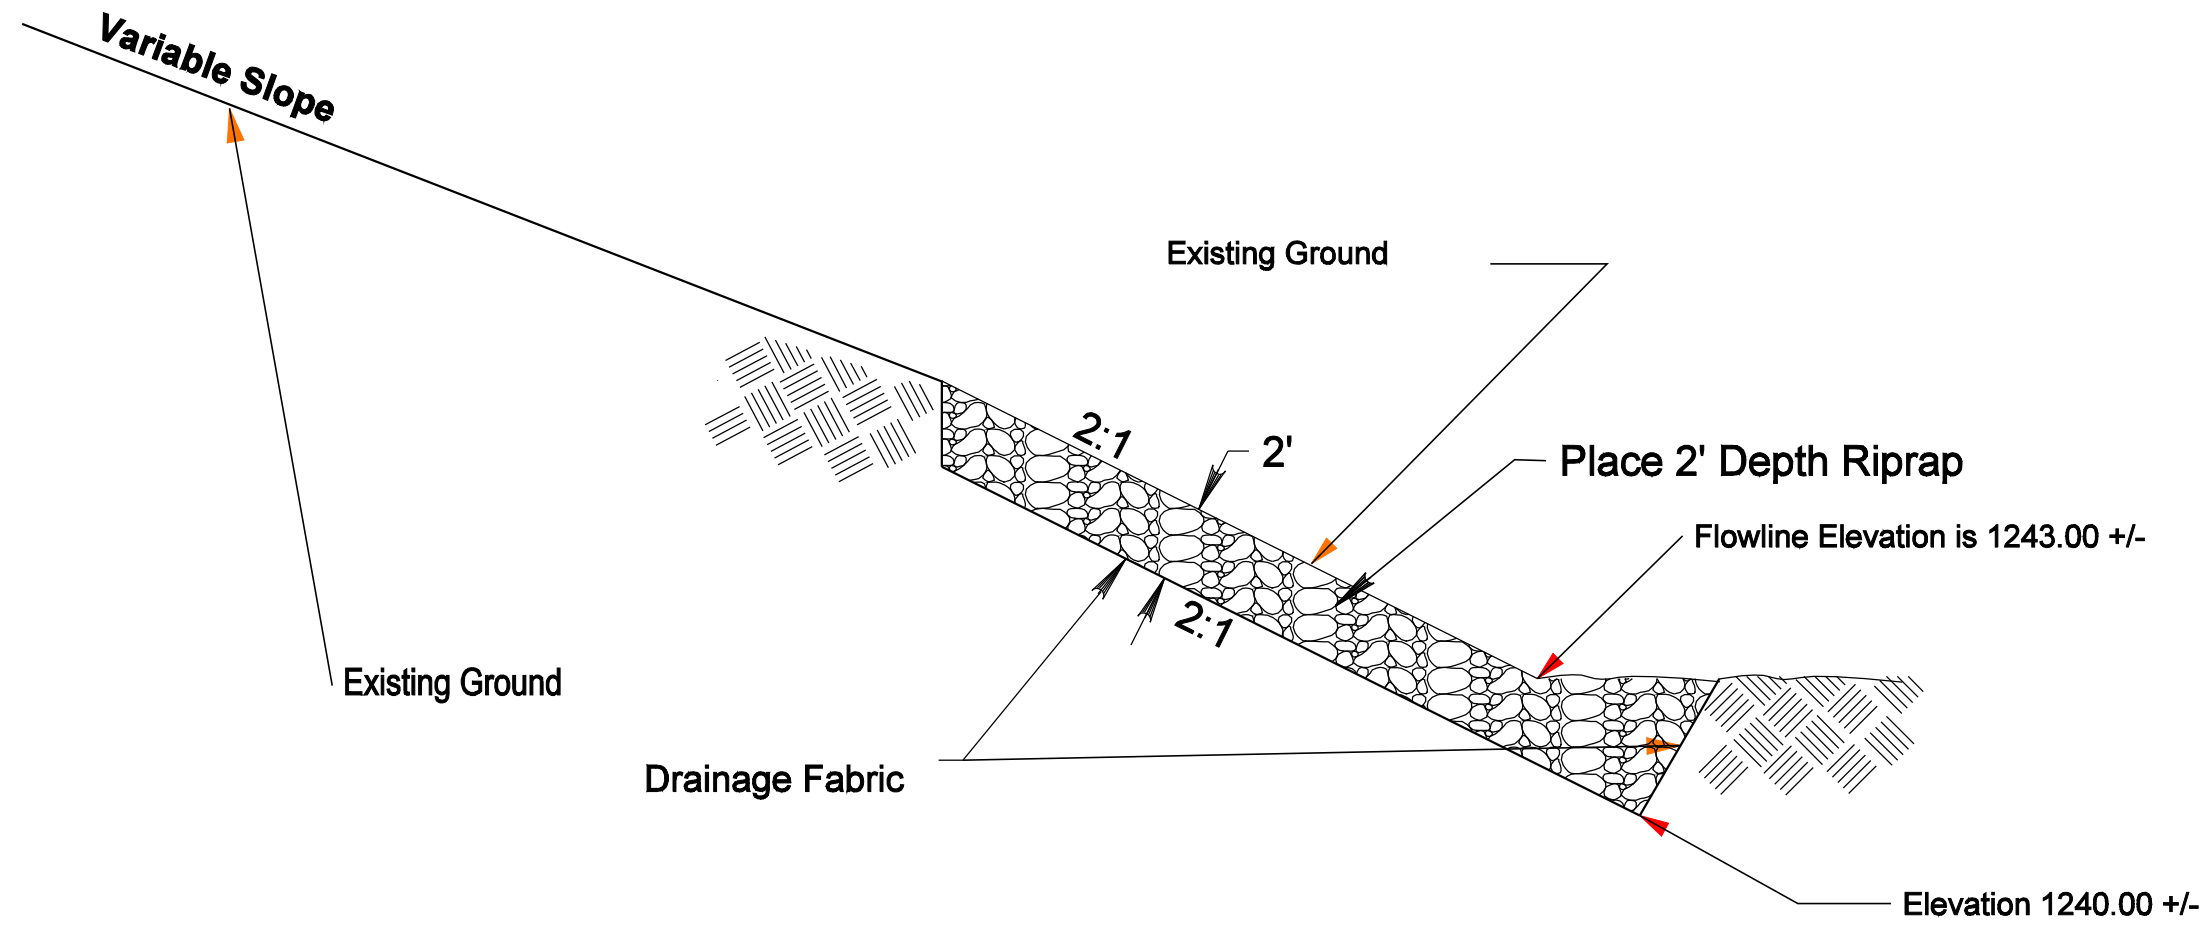 Variable Slope
Existing Ground
2:1
2'
Place 2' Depth Riprap
Flowline Elevation is 1243.00 +/-
2:1
Existing Ground
Drainage Fabric
Elevation 1240.00 +/-